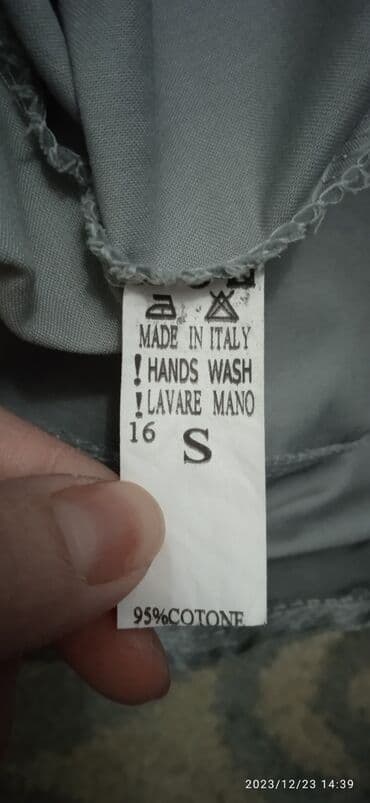 MADE IN ITALY
! HANDS WASH
! LAVARE MANO
16 S
95%COTONE
2023/12/23 14:39